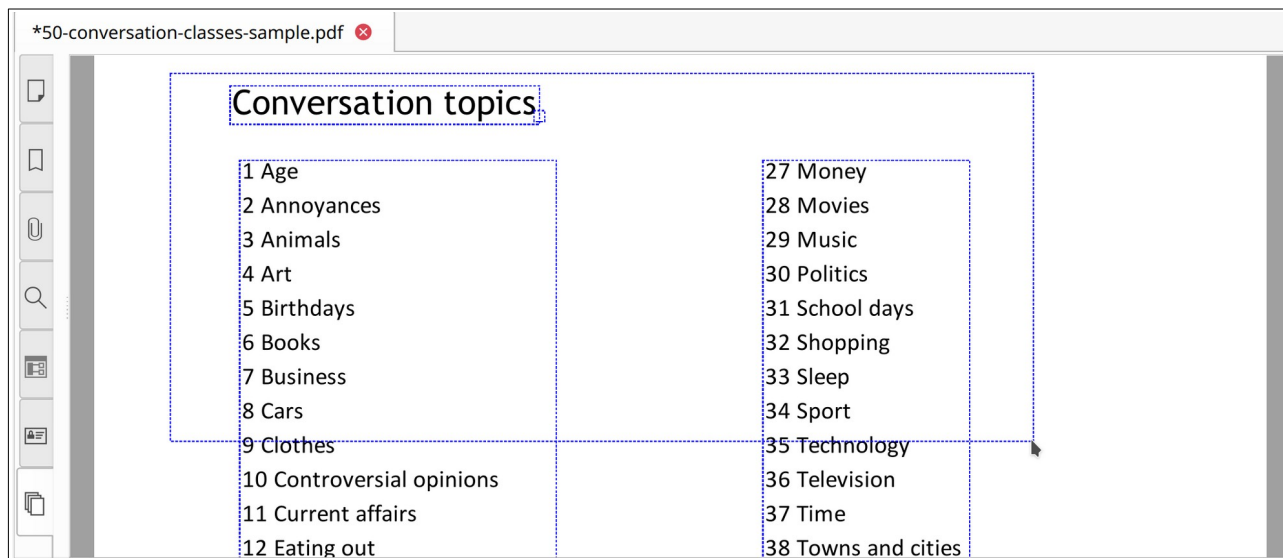 *50-conversation-classes-sample.pdf
Conversation topics
1 Age
2 Annoyances
3 Animals
4 Art
5 Birthdays
6 Books
7 Business
8 Cars
9 Clothes
10 Controversial opinions
11 Current affairs
12 Eating out
27 Money
28 Movies
29 Music
30 Politics
31 School days
32 Shopping
33 Sleep
34 Sport
35 Technology
36 Television
37 Time
38 Towns and cities